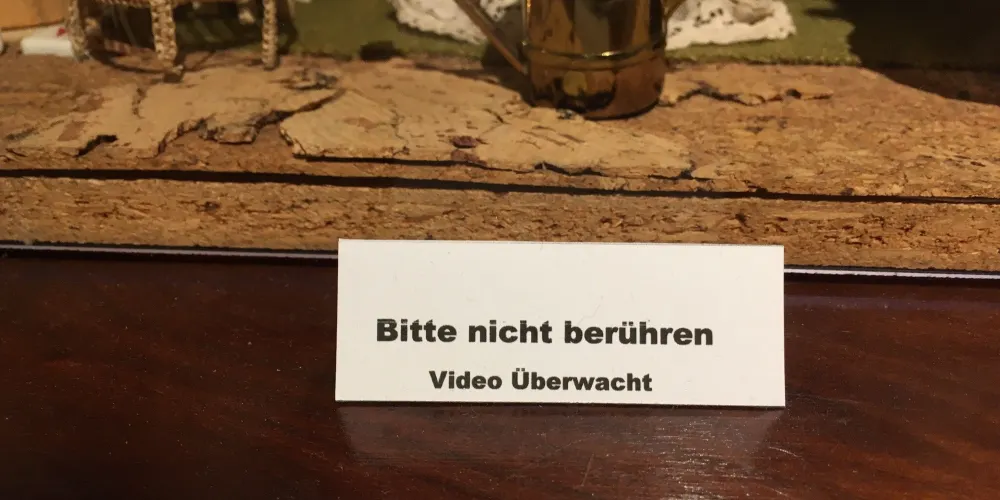 Bitte nicht berühren
Video Überwacht